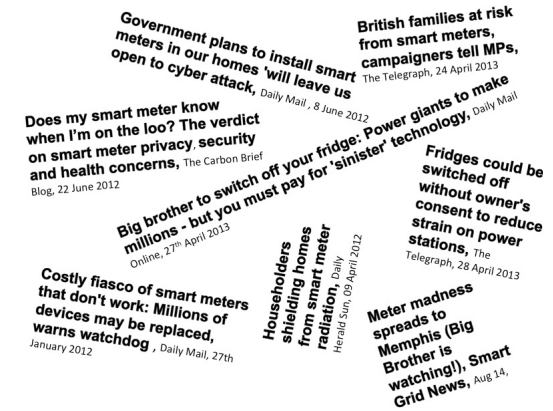 Government plans to install smart
meters in our homes 'will leave us
open to cyber attack, Daily Mail , 8 June 2012
British families at risk
from smart meters,
campaigners tell MPs,
The Telegraph, 24 April 2013
Does my smart meter know
when I'm on the loo? The verdict
on smart meter privacy, security
and health concerns, The Carbon Brief
Blog, 22 June 2012
Big brother to switch off your fridge: Power giants to make
millions - but you must pay for 'sinister' technology, Daily Mail
Online, 27th April 2013
Fridges could be
switched off
without owner's
consent to reduce
strain on power
stations, The
Telegraph, 28 April 2013
Householders
shielding homes
from smart meter
radiation, Daily
Herald Sun, 09 April 2012
Costly fiasco of smart meters
that don't work: Millions of
devices may be replaced,
warns watchdog , Daily Mail, 27th
January 2012
Meter madness
spreads to
Memphis (Big
Brother is
watching!), Smart
Grid News, Aug 14,